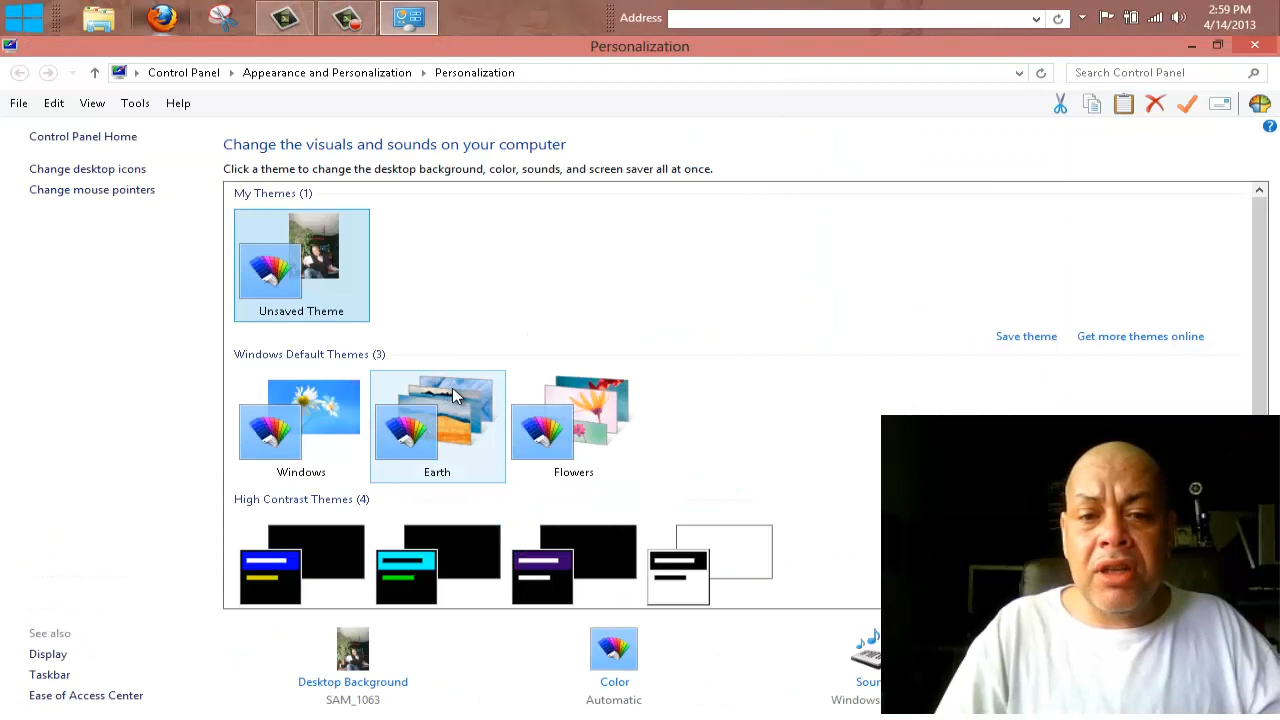 Address
2:59 PM
4/14/2013
Personalization
Control Panel Appearance and Personalization Personalization
Search Control Panel
File Edit View Tools Help
Control Panel Home
Change desktop icons
Change mouse pointers
Change the visuals and sounds on your computer
Click a theme to change the desktop background, color, sounds, and screen saver all at once.
My Themes (1)
Unsaved Theme
Save theme Get more themes online
Windows Default Themes (3)
Windows Earth Flowers
High Contrast Themes (4)
See also
Display
Taskbar
Ease of Access Center
Desktop Background
SAM_1063
Color
Automatic
Soun
Windows